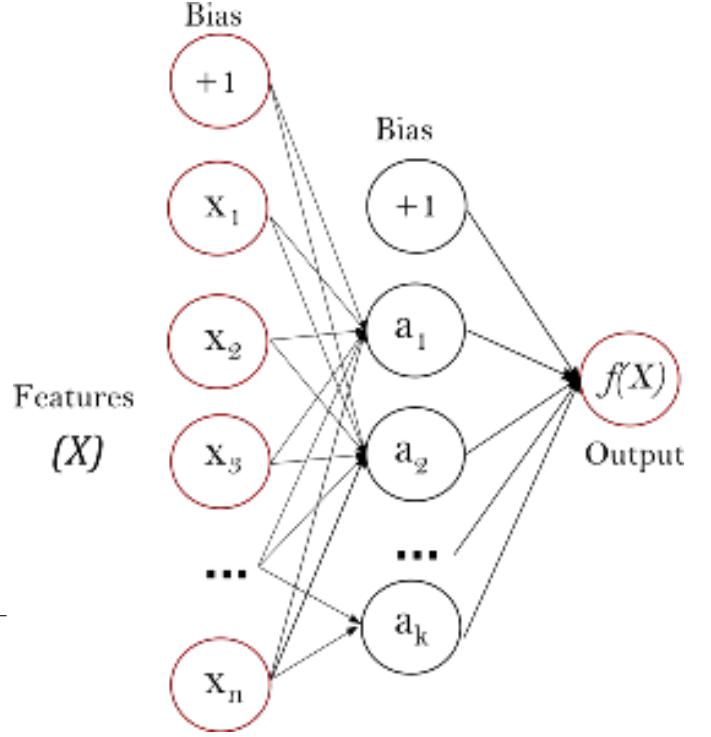 Bias
+1
Bias
x₁
+1
x₂
a₁
f(X)
Features
(X)
x₃
a₂
Output
...
...
xₙ
aₖ